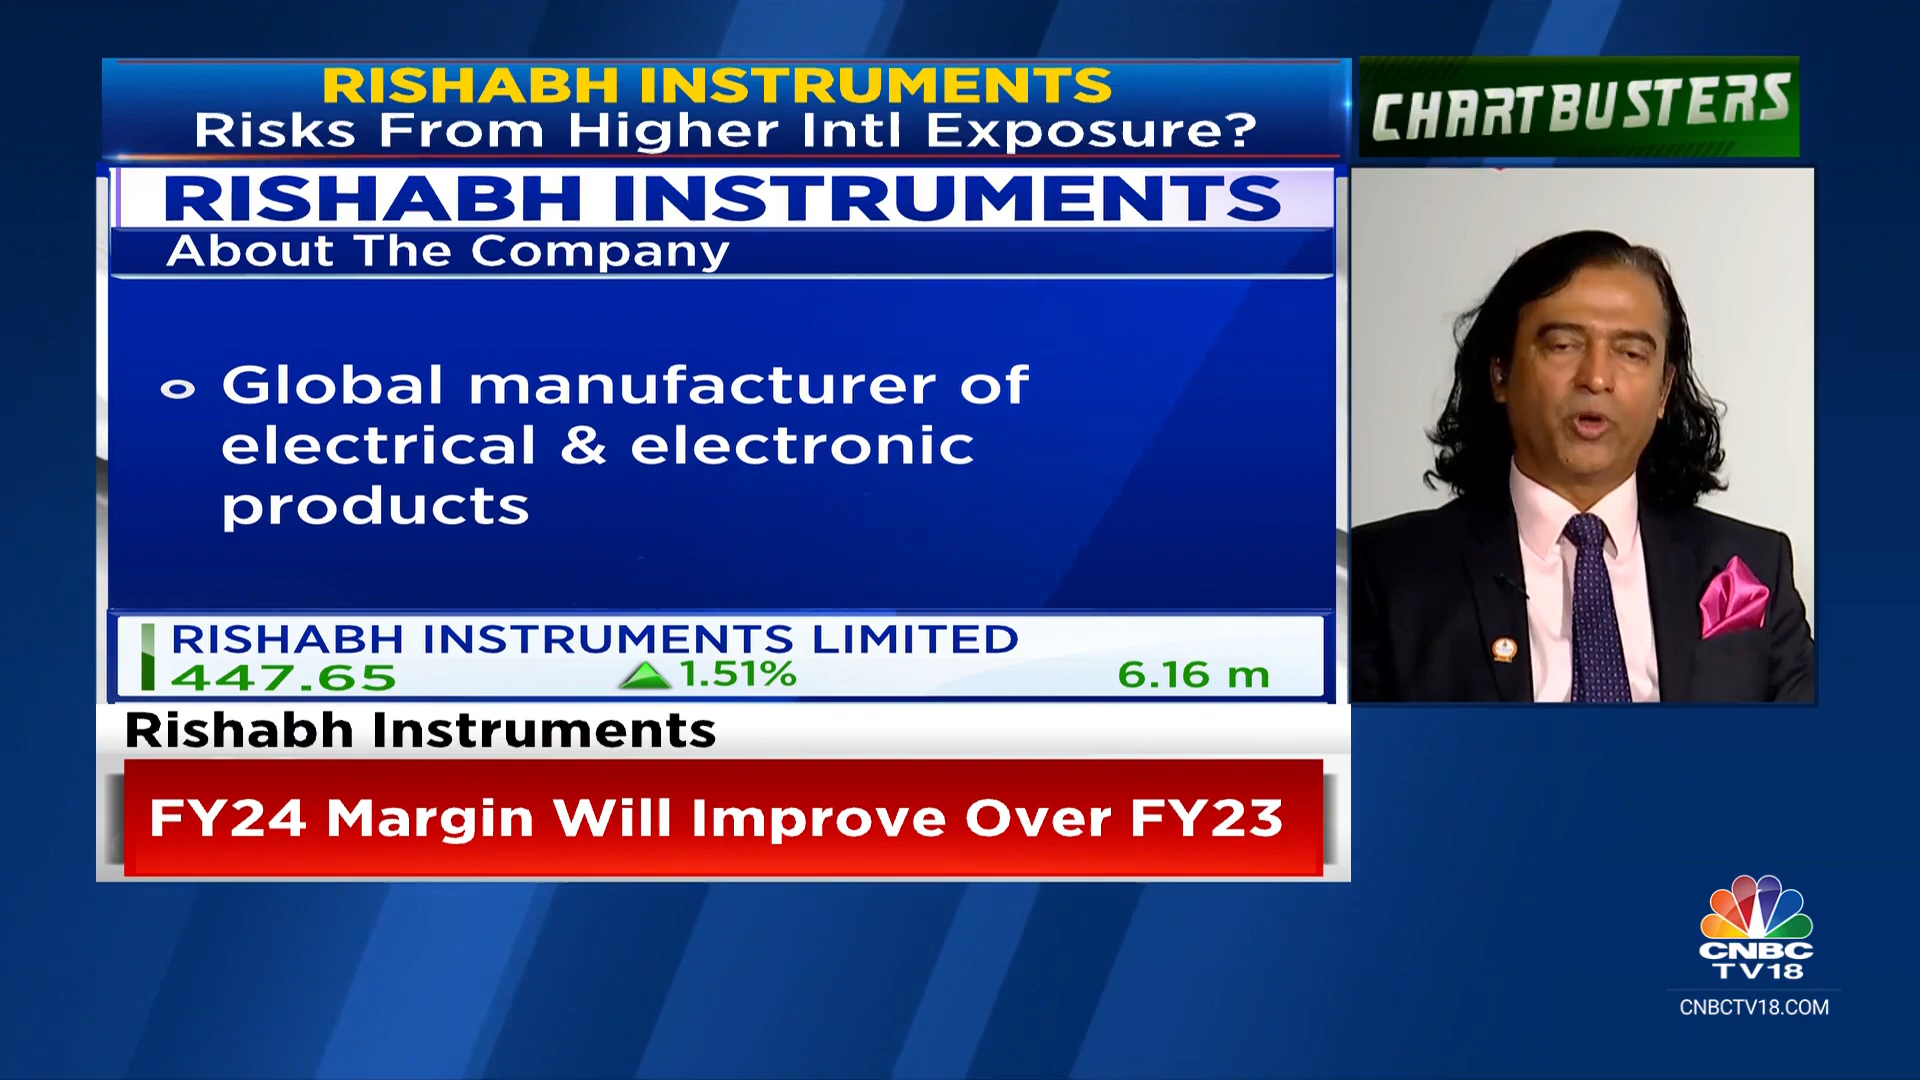 RISHABH INSTRUMENTS
Risks From Higher Intl Exposure?
CHARTBUSTERS
RISHABH INSTRUMENTS
About The Company
Global manufacturer of
electrical & electronic
products
RISHABH INSTRUMENTS LIMITED
447.65 1.51% 6.16 m
Rishabh Instruments
FY24 Margin Will Improve Over FY23
CNBC
TV18
CNBCTV18.COM